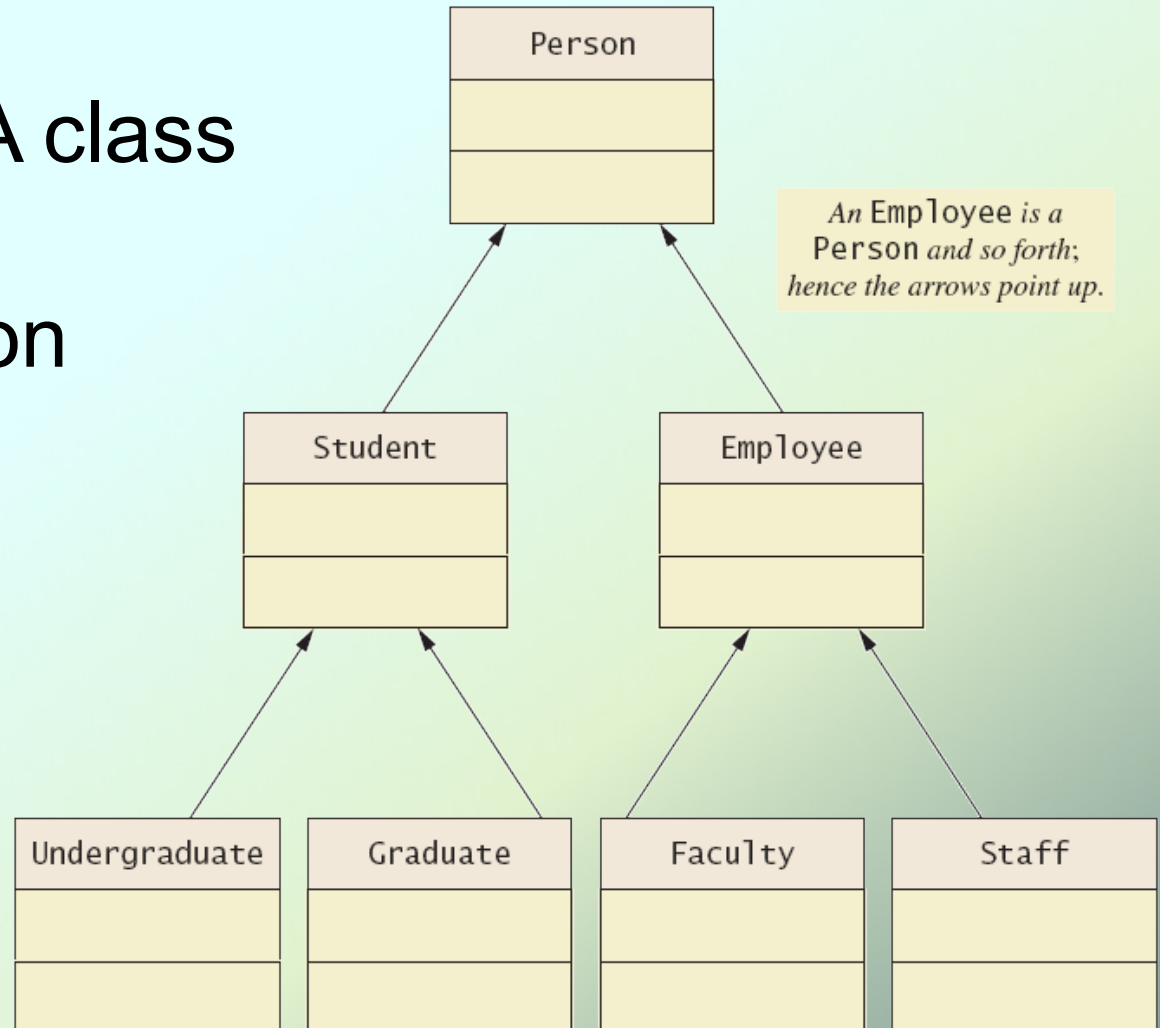 A class
on
Person
An Employee is a
Person and so forth;
hence the arrows point up.
Student
Employee
Undergraduate
Graduate
Faculty
Staff